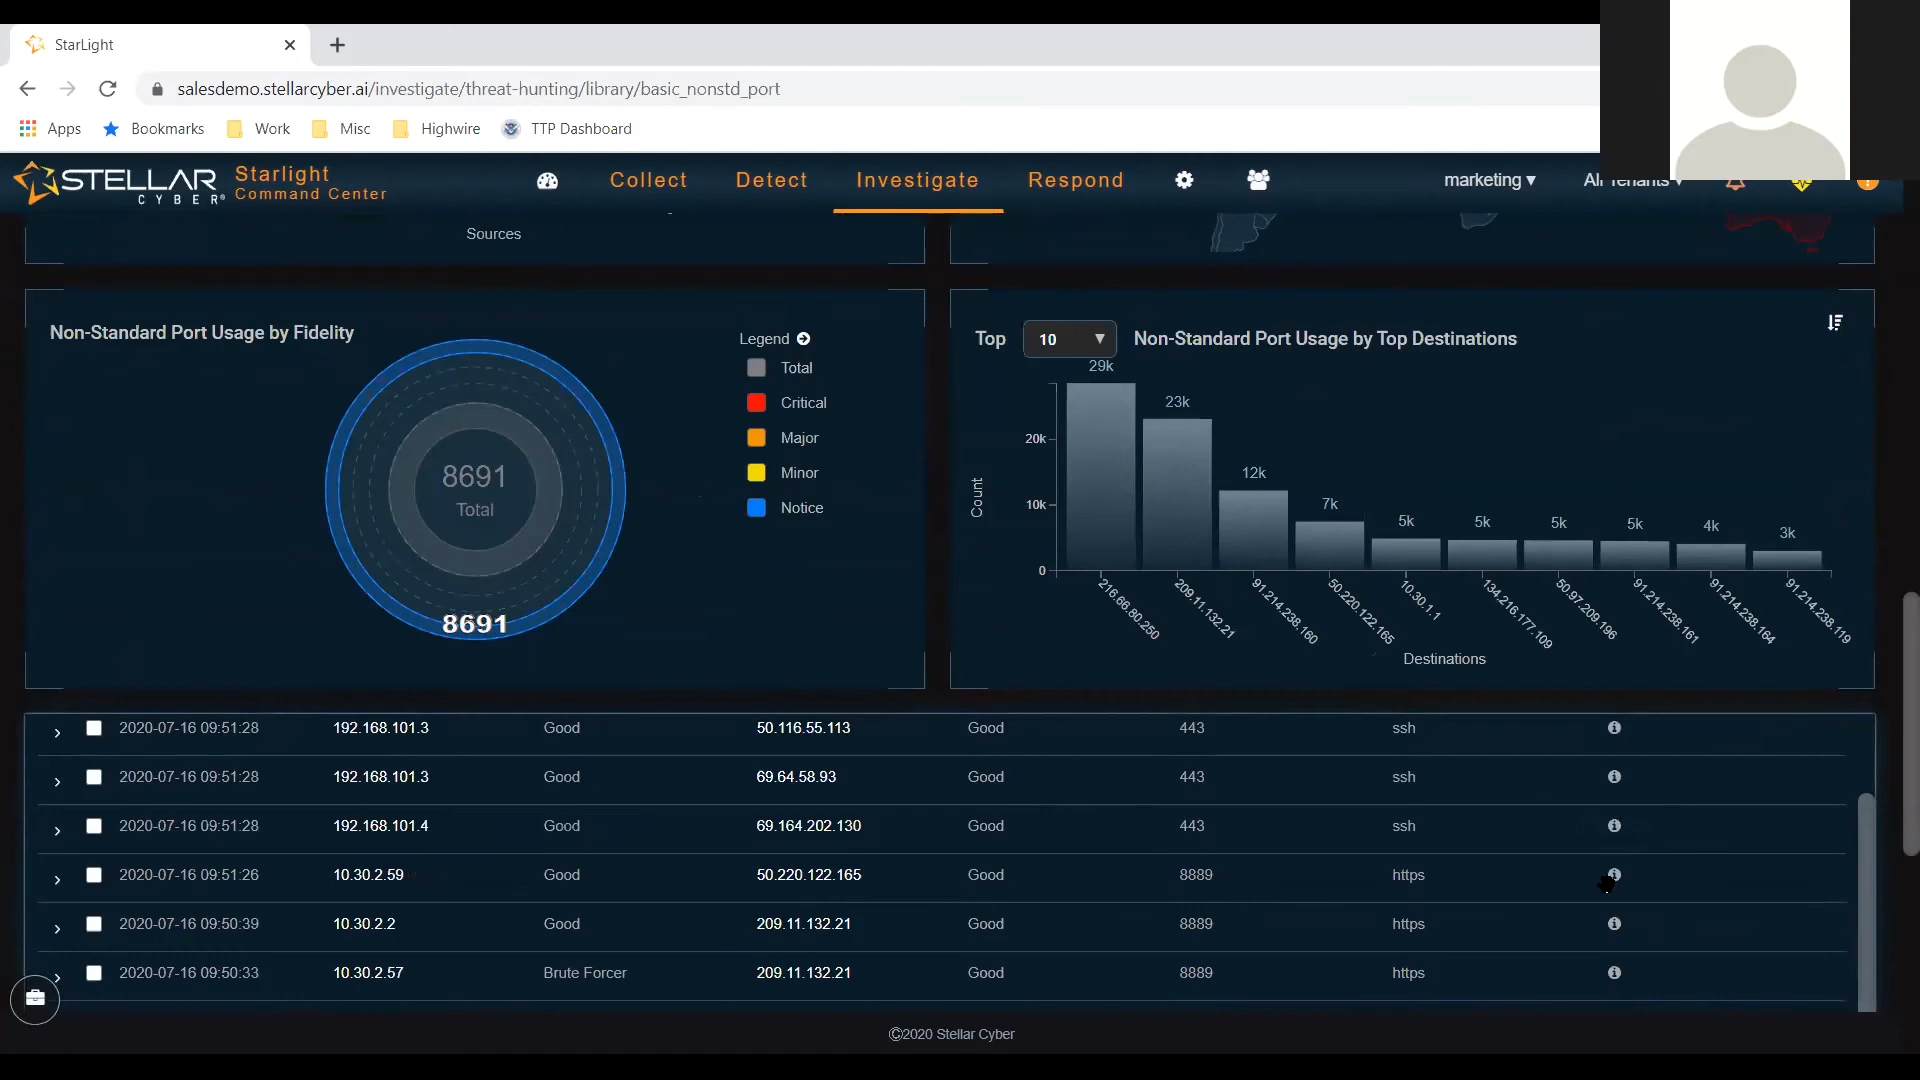 StarLight
salesdemo.stellarcyber.ai/investigate/threat-hunting/library/basic_nonstd_port
Apps Bookmarks Work Misc Highwire TTP Dashboard
STELLAR CYBER® Starlight Command Center Collect Detect Investigate Respond marketing All Tenants
Sources
Non-Standard Port Usage by Fidelity
Legend
Total
Critical
Major
Minor
Notice
8691
Total
8691
Top 10 Non-Standard Port Usage by Top Destinations
29k
23k
12k
7k
5k
5k
5k
5k
4k
3k
Count
20k
10k
0
216.66.80.250
209.11.132.21
91.214.238.160
50.220.122.165
10.30.1.1
134.216.177.109
50.97.209.196
91.214.238.161
91.214.238.164
91.214.238.119
Destinations
2020-07-16 09:51:28 192.168.101.3 Good 50.116.55.113 Good 443 ssh
2020-07-16 09:51:28 192.168.101.3 Good 69.64.58.93 Good 443 ssh
2020-07-16 09:51:28 192.168.101.4 Good 69.164.202.130 Good 443 ssh
2020-07-16 09:51:26 10.30.2.59 Good 50.220.122.165 Good 8889 https
2020-07-16 09:50:39 10.30.2.2 Good 209.11.132.21 Good 8889 https
2020-07-16 09:50:33 10.30.2.57 Brute Forcer 209.11.132.21 Good 8889 https
©2020 Stellar Cyber